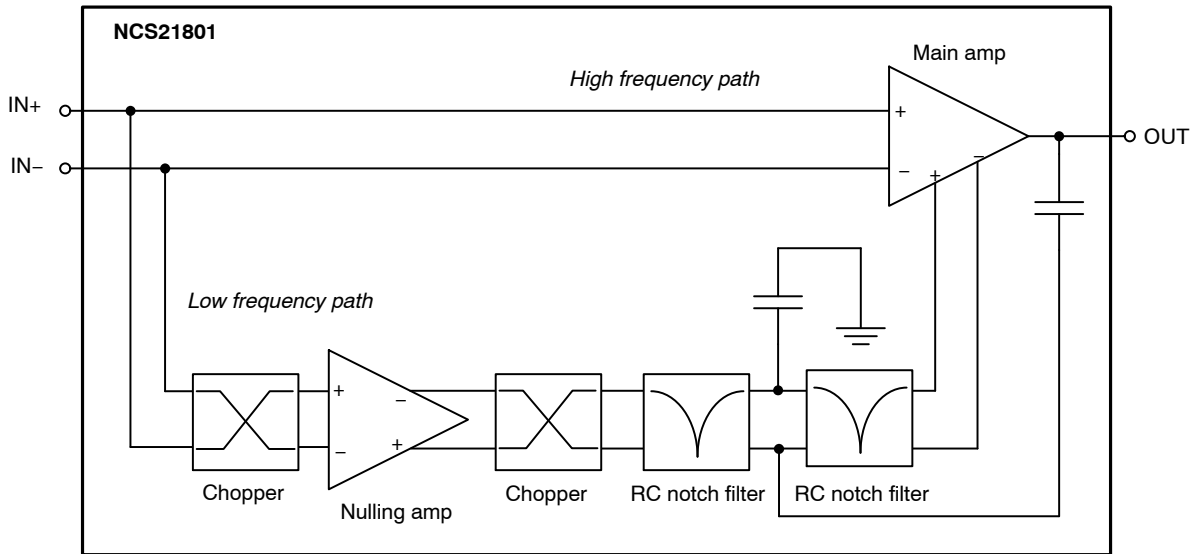 NCS21801
Main amp
High frequency path
IN+
+
OUT
IN−
−
+
−
Low frequency path
+
−
−
+
Chopper
Nulling amp
Chopper
RC notch filter
RC notch filter